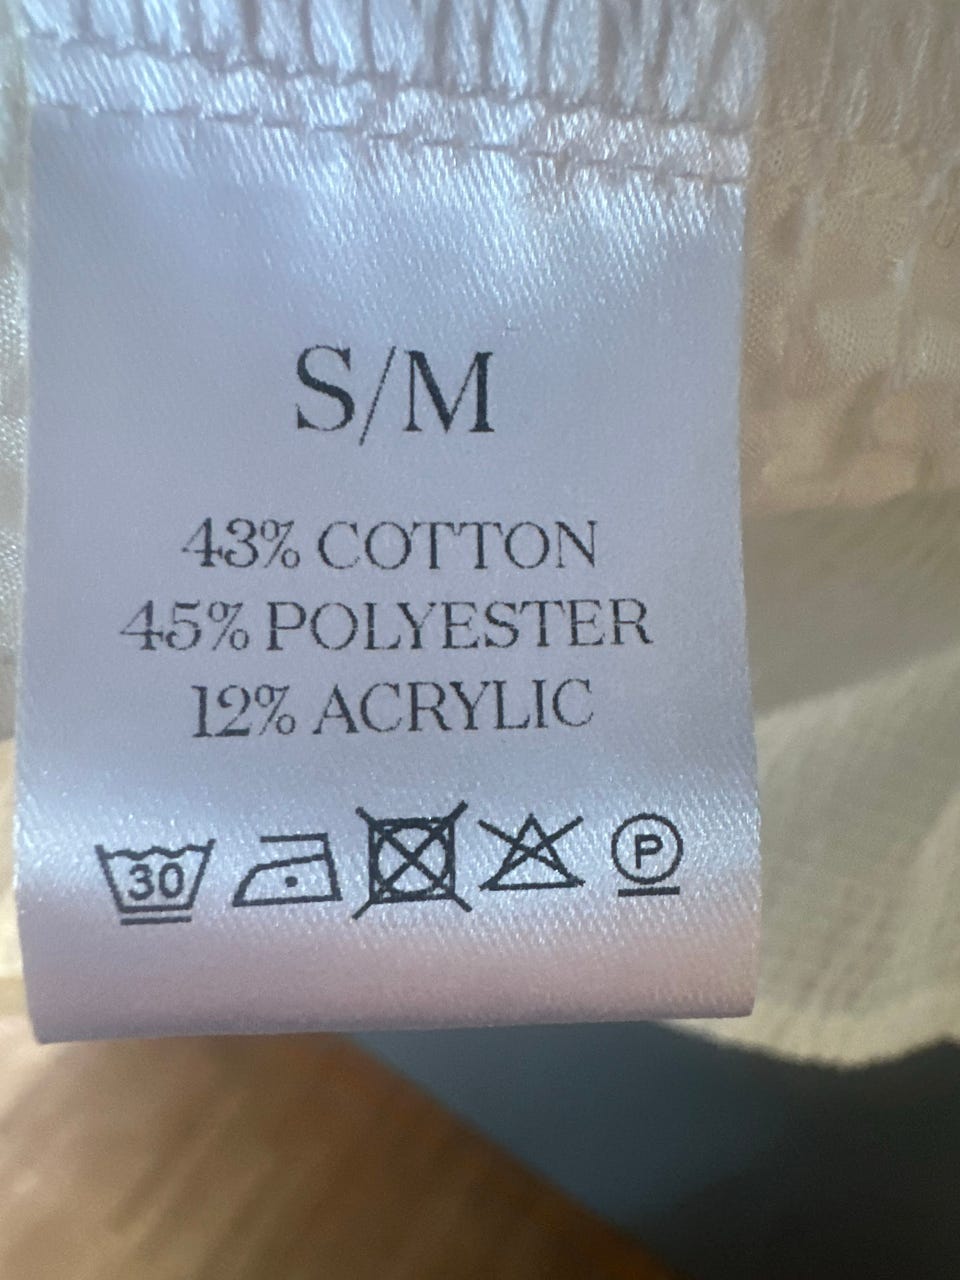 S/M
43% COTTON
45% POLYESTER
12% ACRYLIC
30 P